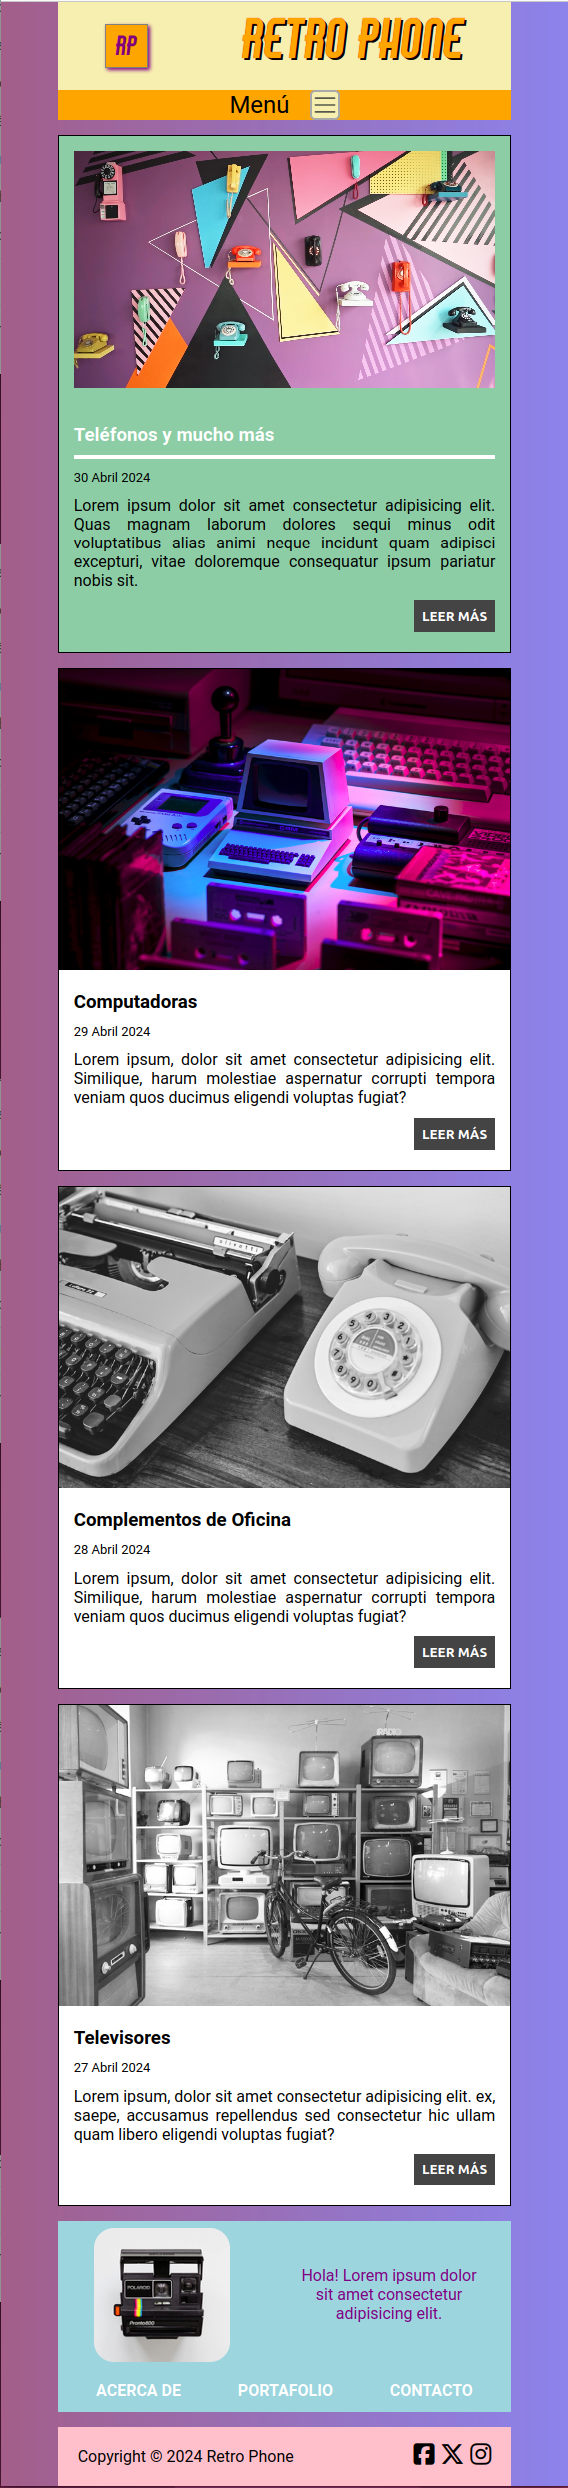 RP
RETRO PHONE
Menú
Teléfonos y mucho más
30 Abril 2024
Lorem ipsum dolor sit amet consectetur adipisicing elit.
Quas magnam laborum dolores sequi minus odit
voluptatibus alias animi neque incidunt quam adipisci
excepturi, vitae doloremque consequatur ipsum pariatur
nobis sit.
LEER MÁS
Computadoras
29 Abril 2024
Lorem ipsum, dolor sit amet consectetur adipisicing elit.
Similique, harum molestiae aspernatur corrupti tempora
veniam quos ducimus eligendi voluptas fugiat?
LEER MÁS
olivetti
Complementos de Oficina
28 Abril 2024
Lorem ipsum, dolor sit amet consectetur adipisicing elit.
Similique, harum molestiae aspernatur corrupti tempora
veniam quos ducimus eligendi voluptas fugiat?
LEER MÁS
RADIO
Televisores
27 Abril 2024
Lorem ipsum, dolor sit amet consectetur adipisicing elit. ex,
saepe, accusamus repellendus sed consectetur hic ullam
quam libero eligendi voluptas fugiat?
LEER MÁS
POLAROID
Pronto600
Hola! Lorem ipsum dolor
sit amet consectetur
adipisicing elit.
ACERCA DE PORTAFOLIO CONTACTO
Copyright © 2024 Retro Phone